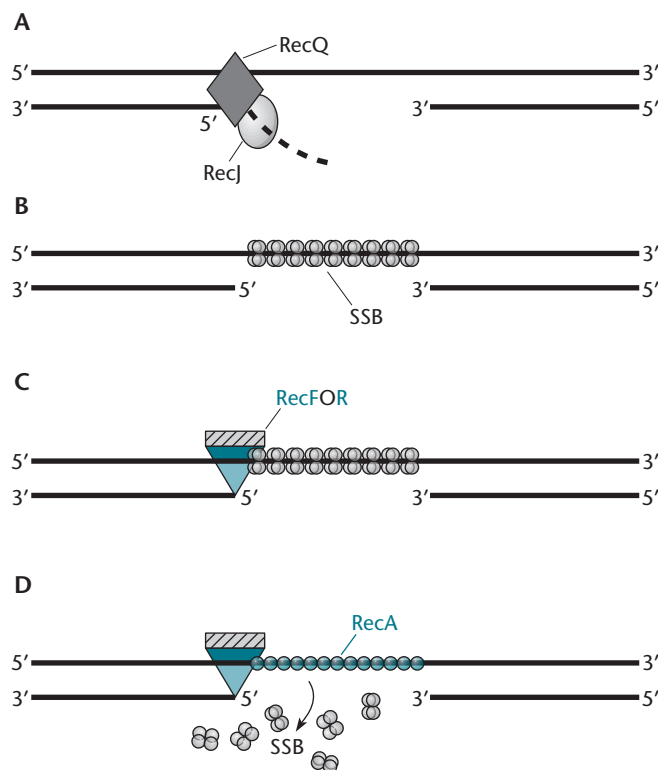 A
RecQ
5′ 3′
3′ 5′ 3′ 5′
RecJ
B
5′ 3′
3′ 5′ 3′ 5′
SSB
C
RecFOR
5′ 3′
3′ 5′ 3′ 5′
D
RecA
5′ 3′
3′ 5′ 3′ 5′
SSB